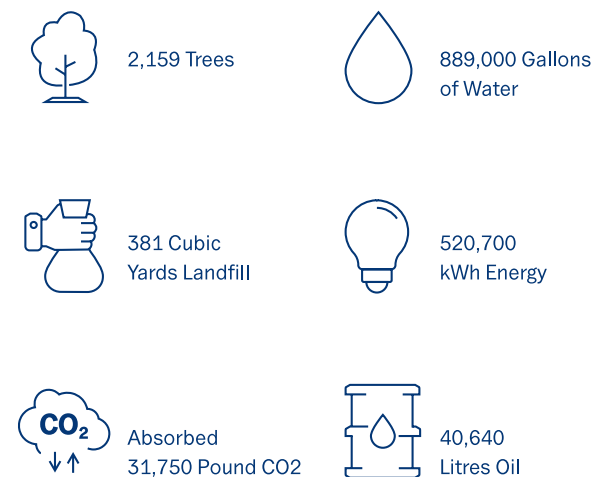 2,159 Trees
889,000 Gallons
of Water
381 Cubic
Yards Landfill
520,700
kWh Energy
CO2
Absorbed
31,750 Pound CO2
40,640
Litres Oil